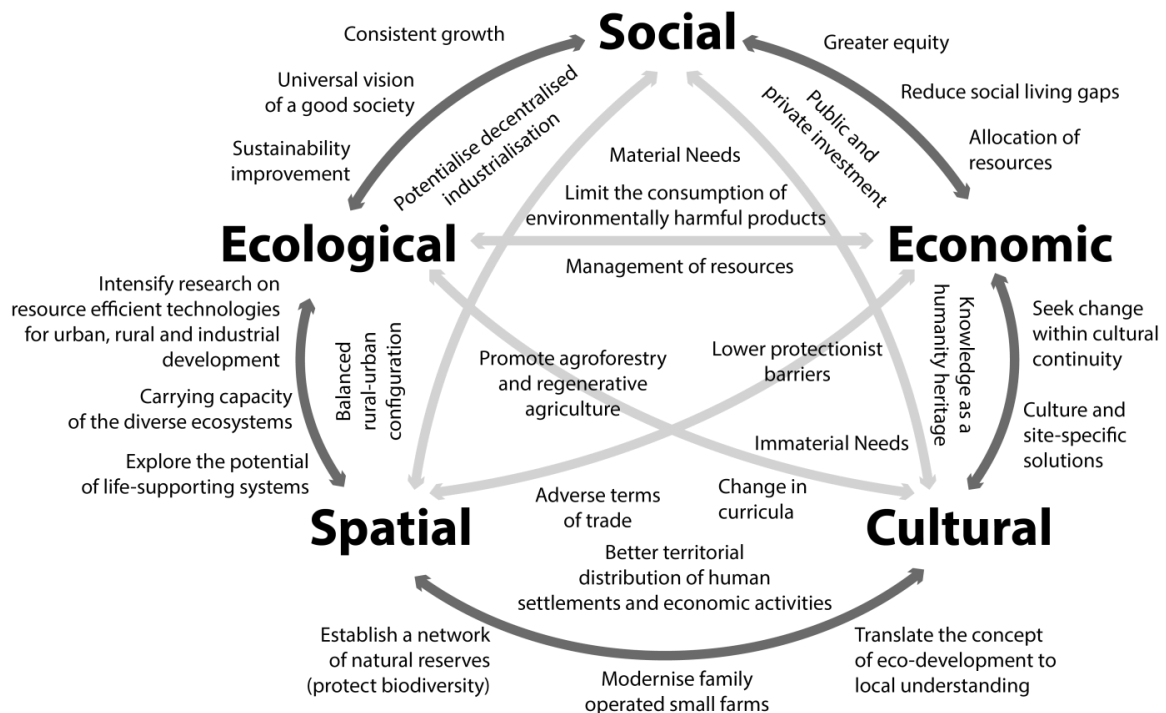 Social
Consistent growth
Universal vision
of a good society
Sustainability
improvement
Potentialise decentralised
industrialisation
Greater equity
Reduce social living gaps
Allocation of
resources
Public and
private investment
Material Needs
Limit the consumption of
environmentally harmful products
Ecological
Economic
Management of resources
Intensify research on
resource efficient technologies
for urban, rural and industrial
development
Carrying capacity
of the diverse ecosystems
Explore the potential
of life-supporting systems
Balanced
rural-urban
configuration
Promote agroforestry
and regenerative
agriculture
Lower protectionist
barriers
Knowledge as a
humanity heritage
Seek change
within cultural
continuity
Culture and
site-specific
solutions
Immaterial Needs
Adverse terms
of trade
Change in
curricula
Spatial
Cultural
Better territorial
distribution of human
settlements and economic activities
Establish a network
of natural reserves
(protect biodiversity)
Modernise family
operated small farms
Translate the concept
of eco-development to
local understanding